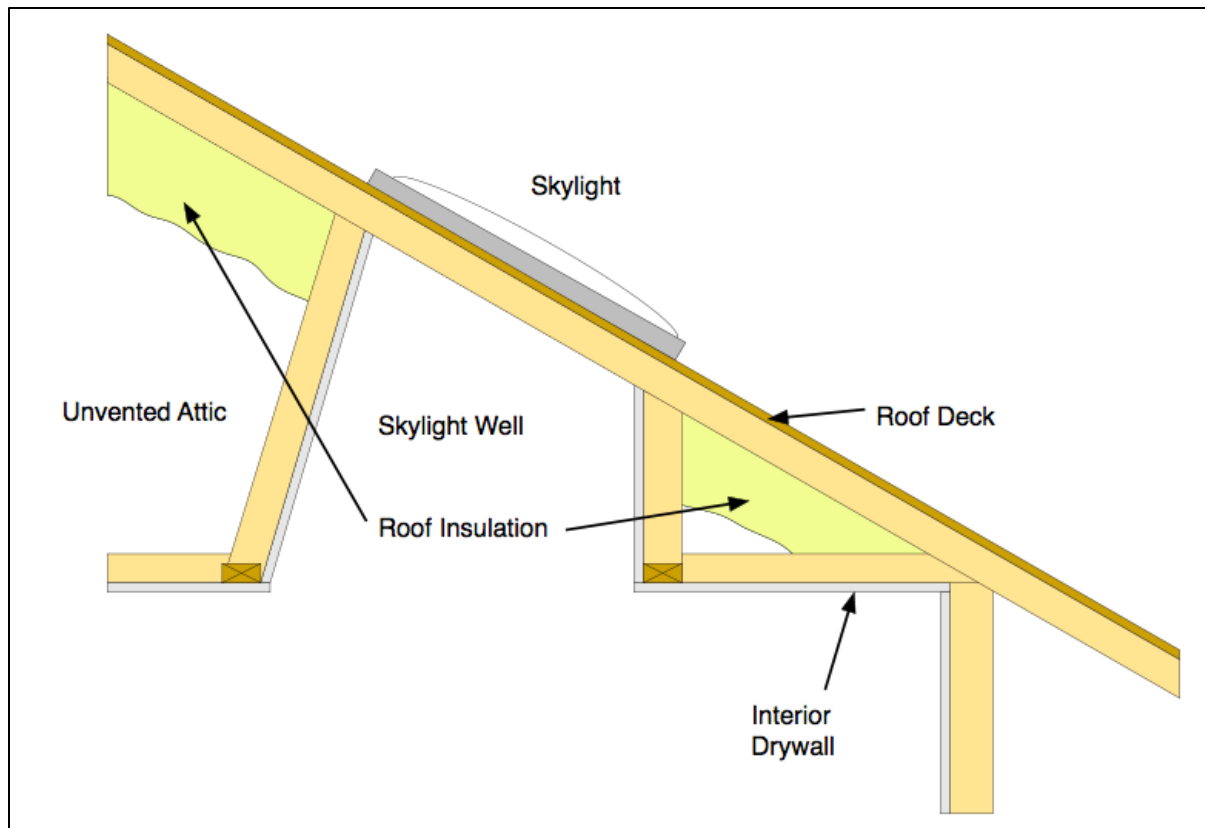 Skylight
Unvented Attic
Skylight Well
Roof Deck
Roof Insulation
Interior
Drywall